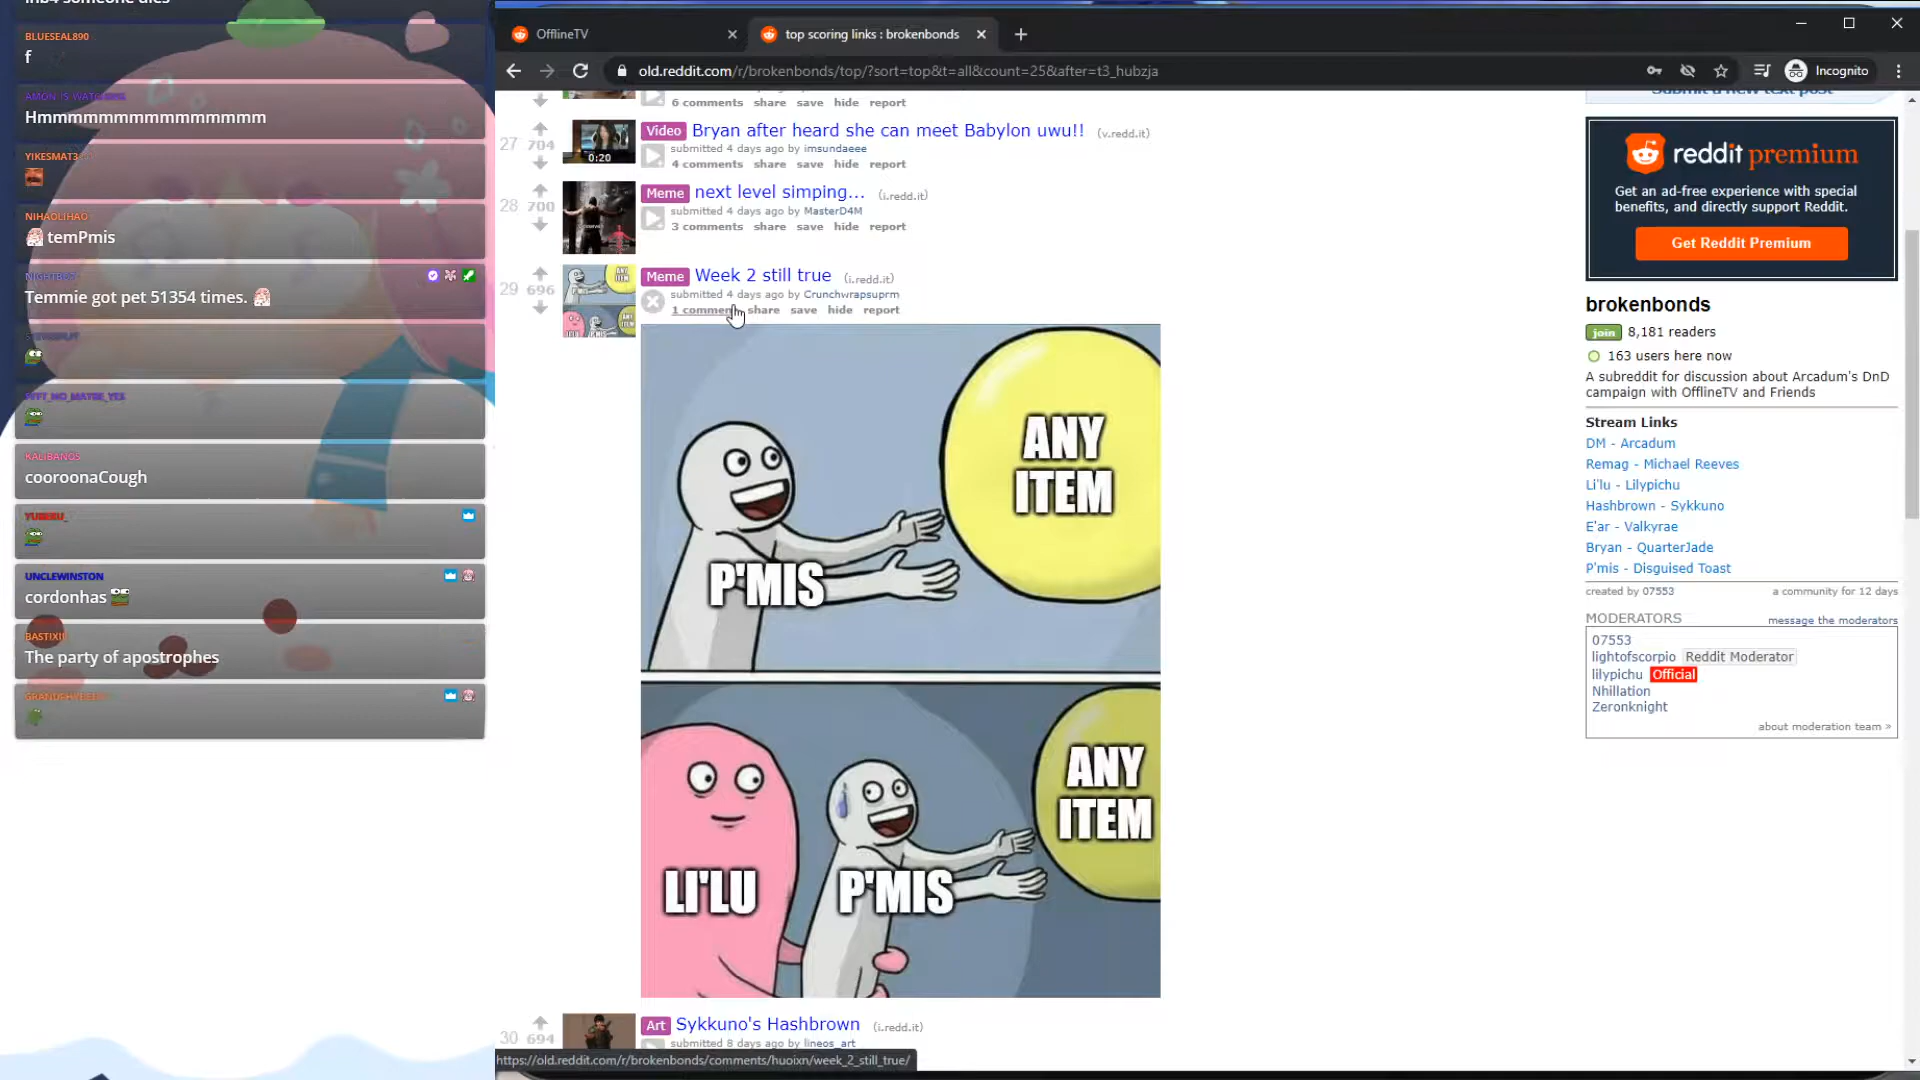 BLUESEAL890
f
Hmmmmmmmmmmmmmmmm
NIHAOLIHAO
temPmis
NIGHTBOT
Temmie got pet 51354 times.
KALIBANGS
cooroonaCough
UNCLEWINSTON
cordonhas
The party of apostrophes
OfflineTV
top scoring links : brokenbonds
old.reddit.com/r/brokenbonds/top/?sort=top&t=all&count=25&after=t3_hubzja
Incognito
6 comments share save hide report
27 704
0:20
Video Bryan after heard she can meet Babylon uwu!! (v.redd.it)
submitted 4 days ago by imsundaeee
4 comments share save hide report
28 700
Meme next level simping... (i.redd.it)
submitted 4 days ago by MasterD4M
3 comments share save hide report
29 696
Meme Week 2 still true (i.redd.it)
submitted 4 days ago by Crunchwrapsuprm
1 comment share save hide report
ANY
ITEM
P'MIS
ANY
ITEM
LI'LU
P'MIS
30 694
Art Sykkuno's Hashbrown (i.redd.it)
submitted 8 days ago by lineos_art
https://old.reddit.com/r/brokenbonds/comments/huoixn/week_2_still_true/
Submit a new text post
reddit premium
Get an ad-free experience with special
benefits, and directly support Reddit.
Get Reddit Premium
brokenbonds
join 8,181 readers
163 users here now
A subreddit for discussion about Arcadum's DnD
campaign with OfflineTV and Friends
Stream Links
DM - Arcadum
Remag - Michael Reeves
Li'lu - Lilypichu
Hashbrown - Sykkuno
E'ar - Valkyrae
Bryan - QuarterJade
P'mis - Disguised Toast
created by 07553
a community for 12 days
MODERATORS
message the moderators
07553
lightofscorpio Reddit Moderator
lilypichu Official
Nhillation
Zeronknight
about moderation team »